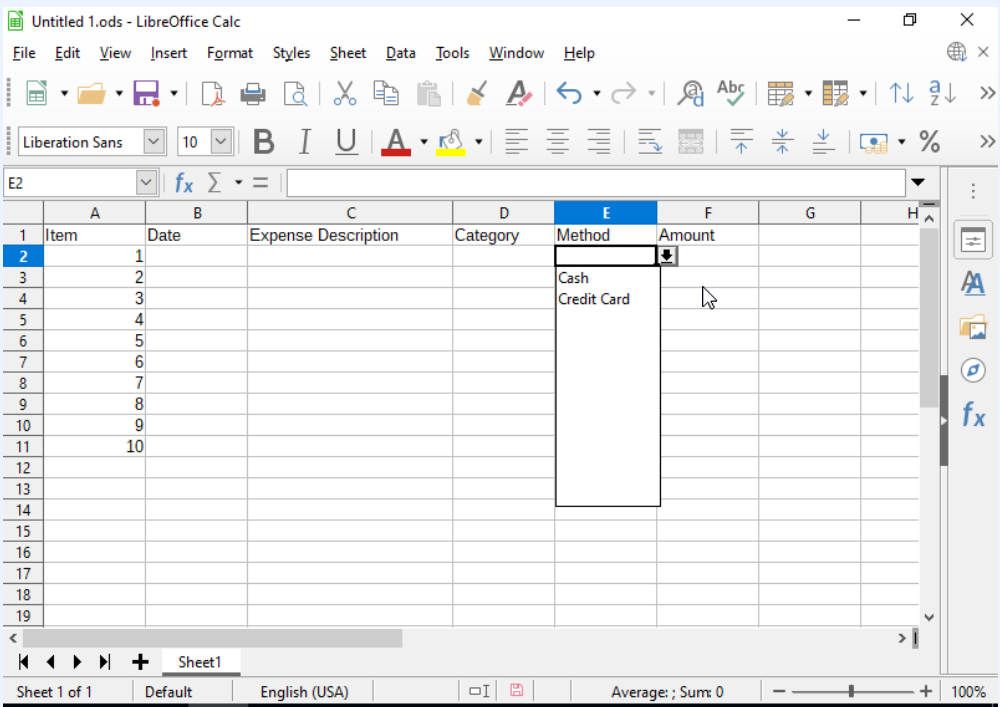 Untitled 1.ods - LibreOffice Calc
File Edit View Insert Format Styles Sheet Data Tools Window Help
Abc
a
z
Liberation Sans 10 B I U A %
E2 fx Σ =
A B C D E F G H
1 Item Date Expense Description Category Method Amount
2 1
3 2 Cash
4 3 Credit Card
5 4
6 5
7 6
8 7
9 8
10 9
11 10
12
13
14
15
16
17
18
19
Sheet1
Sheet 1 of 1 Default English (USA) Average: ; Sum: 0 100%